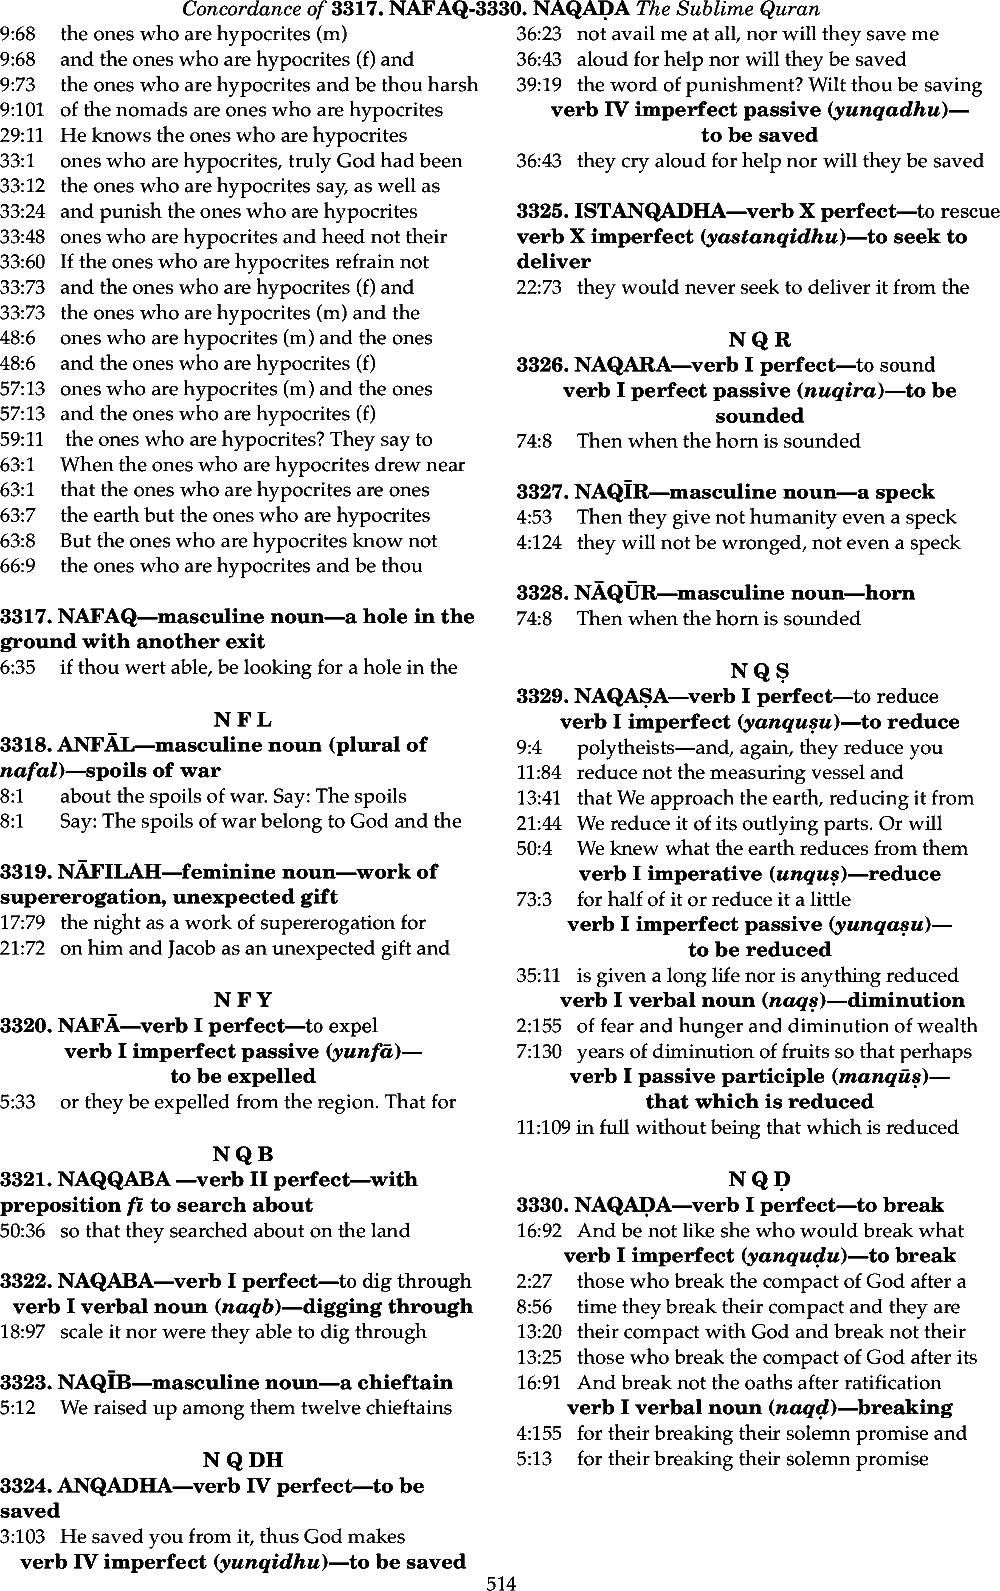 Concordance of 3317. NAFAQ-3330. NAQAḌA The Sublime Quran
9:68 the ones who are hypocrites (m)
9:68 and the ones who are hypocrites (f) and
9:73 the ones who are hypocrites and be thou harsh
9:101 of the nomads are ones who are hypocrites
29:11 He knows the ones who are hypocrites
33:1 ones who are hypocrites, truly God had been
33:12 the ones who are hypocrites say, as well as
33:24 and punish the ones who are hypocrites
33:48 ones who are hypocrites and heed not their
33:60 If the ones who are hypocrites refrain not
33:73 and the ones who are hypocrites (f) and
33:73 the ones who are hypocrites (m) and the
48:6 ones who are hypocrites (m) and the ones
48:6 and the ones who are hypocrites (f)
57:13 ones who are hypocrites (m) and the ones
57:13 and the ones who are hypocrites (f)
59:11 the ones who are hypocrites? They say to
63:1 When the ones who are hypocrites drew near
63:1 that the ones who are hypocrites are ones
63:7 the earth but the ones who are hypocrites
63:8 But the ones who are hypocrites know not
66:9 the ones who are hypocrites and be thou
3317. NAFAQ—masculine noun—a hole in the
ground with another exit
6:35 if thou wert able, be looking for a hole in the
N F L
3318. ANFĀL—masculine noun (plural of
nafal)—spoils of war
8:1 about the spoils of war. Say: The spoils
8:1 Say: The spoils of war belong to God and the
3319. NĀFILAH—feminine noun—work of
supererogation, unexpected gift
17:79 the night as a work of supererogation for
21:72 on him and Jacob as an unexpected gift and
N F Y
3320. NAFĀ—verb I perfect—to expel
verb I imperfect passive (yunfā)—
to be expelled
5:33 or they be expelled from the region. That for
N Q B
3321. NAQQABA —verb II perfect—with
preposition fī to search about
50:36 so that they searched about on the land
3322. NAQABA—verb I perfect—to dig through
verb I verbal noun (naqb)—digging through
18:97 scale it nor were they able to dig through
3323. NAQĪB—masculine noun—a chieftain
5:12 We raised up among them twelve chieftains
N Q DH
3324. ANQADHA—verb IV perfect—to be
saved
3:103 He saved you from it, thus God makes
verb IV imperfect (yunqidhu)—to be saved
36:23 not avail me at all, nor will they save me
36:43 aloud for help nor will they be saved
39:19 the word of punishment? Wilt thou be saving
verb IV imperfect passive (yunqadhu)—
to be saved
36:43 they cry aloud for help nor will they be saved
3325. ISTANQADHA—verb X perfect—to rescue
verb X imperfect (yastanqidhu)—to seek to
deliver
22:73 they would never seek to deliver it from the
N Q R
3326. NAQARA—verb I perfect—to sound
verb I perfect passive (nuqira)—to be
sounded
74:8 Then when the horn is sounded
3327. NAQĪR—masculine noun—a speck
4:53 Then they give not humanity even a speck
4:124 they will not be wronged, not even a speck
3328. NĀQŪR—masculine noun—horn
74:8 Then when the horn is sounded
N Q Ṣ
3329. NAQAṢA—verb I perfect—to reduce
verb I imperfect (yanquṣu)—to reduce
9:4 polytheists—and, again, they reduce you
11:84 reduce not the measuring vessel and
13:41 that We approach the earth, reducing it from
21:44 We reduce it of its outlying parts. Or will
50:4 We knew what the earth reduces from them
verb I imperative (unquṣ)—reduce
73:3 for half of it or reduce it a little
verb I imperfect passive (yunqaṣu)—
to be reduced
35:11 is given a long life nor is anything reduced
verb I verbal noun (naqṣ)—diminution
2:155 of fear and hunger and diminution of wealth
7:130 years of diminution of fruits so that perhaps
verb I passive participle (manqūṣ)—
that which is reduced
11:109 in full without being that which is reduced
N Q Ḍ
3330. NAQAḌA—verb I perfect—to break
16:92 And be not like she who would break what
verb I imperfect (yanquḍu)—to break
2:27 those who break the compact of God after a
8:56 time they break their compact and they are
13:20 their compact with God and break not their
13:25 those who break the compact of God after its
16:91 And break not the oaths after ratification
verb I verbal noun (naqḍ)—breaking
4:155 for their breaking their solemn promise and
5:13 for their breaking their solemn promise
514